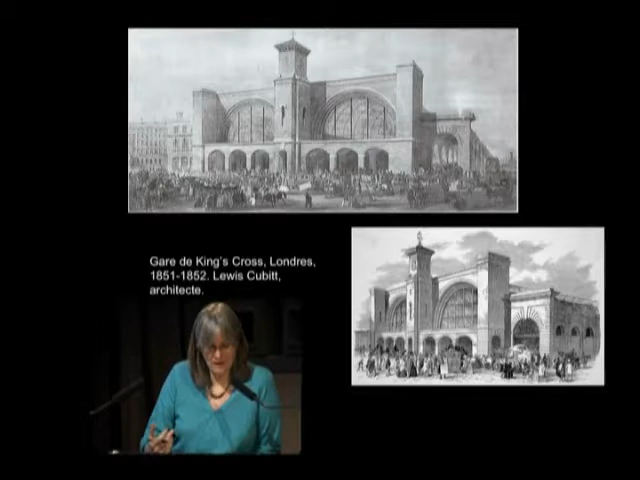 Gare de King's Cross, Londres,
1851-1852. Lewis Cubitt,
architecte.